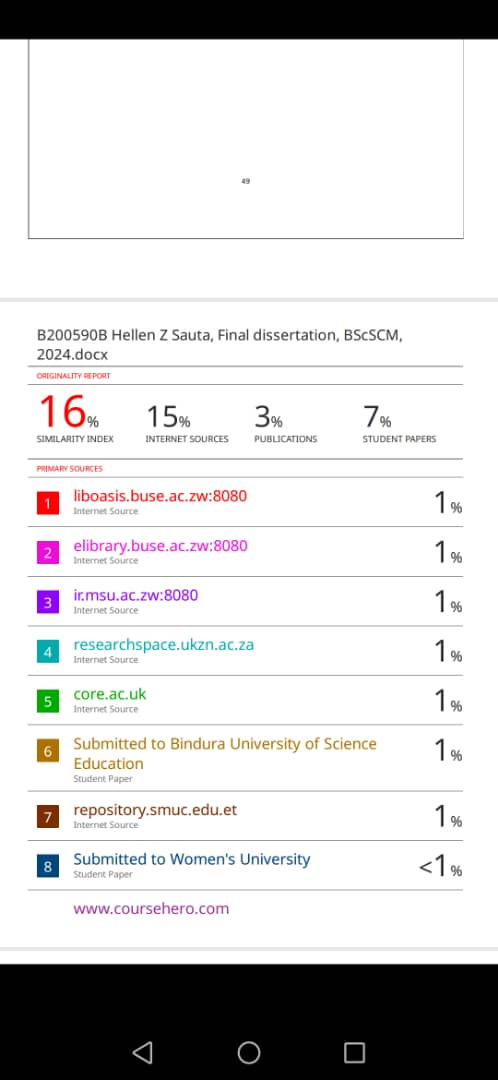 49
B200590B Hellen Z Sauta, Final dissertation, BScSCM,
2024.docx
ORIGINALITY REPORT
16% 15% 3% 7%
SIMILARITY INDEX INTERNET SOURCES PUBLICATIONS STUDENT PAPERS
PRIMARY SOURCES
1 liboasis.buse.ac.zw:8080 1%
Internet Source
2 elibrary.buse.ac.zw:8080 1%
Internet Source
3 ir.msu.ac.zw:8080 1%
Internet Source
4 researchspace.ukzn.ac.za 1%
Internet Source
5 core.ac.uk 1%
Internet Source
6 Submitted to Bindura University of Science 1%
Education
Student Paper
7 repository.smuc.edu.et 1%
Internet Source
8 Submitted to Women's University <1%
Student Paper
www.coursehero.com